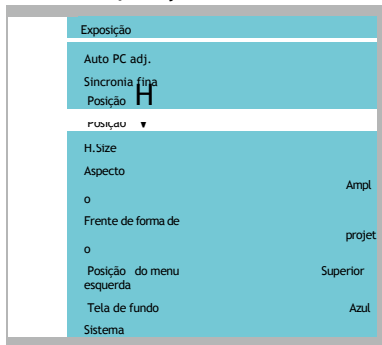 Exposição
Auto PC adj.
Sincronia fina
Posição H
Posição
H.Size
Aspecto
Ampl
o
Frente de forma de
projet
o
Posição do menu Superior
esquerda
Tela de fundo Azul
Sistema